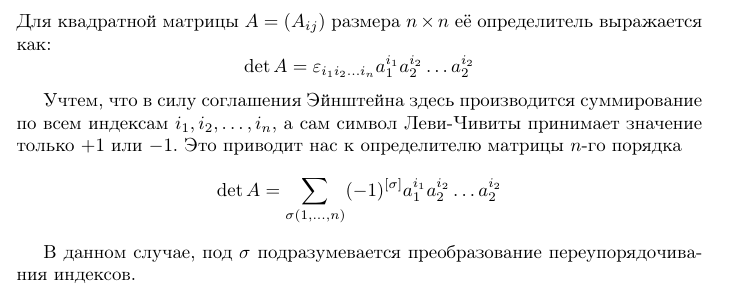 Для квадратной матрицы $A = (A_{ij})$ размера $n \times n$ её определитель выражается
как:
$\det A = \varepsilon_{i_1 i_2 \ldots i_n} a_1^{i_1} a_2^{i_2} \ldots a_2^{i_2}$
Учтем, что в силу соглашения Эйнштейна здесь производится суммирование
по всем индексам $i_1, i_2, \ldots, i_n$, а сам символ Леви-Чивиты принимает значение
только $+1$ или $-1$. Это приводит нас к определителю матрицы $n$-го порядка
$\det A = \sum_{\sigma(1,\ldots,n)} (-1)^{[\sigma]} a_1^{i_1} a_2^{i_2} \ldots a_2^{i_2}$
В данном случае, под $\sigma$ подразумевается преобразование переупорядочива-
ния индексов.